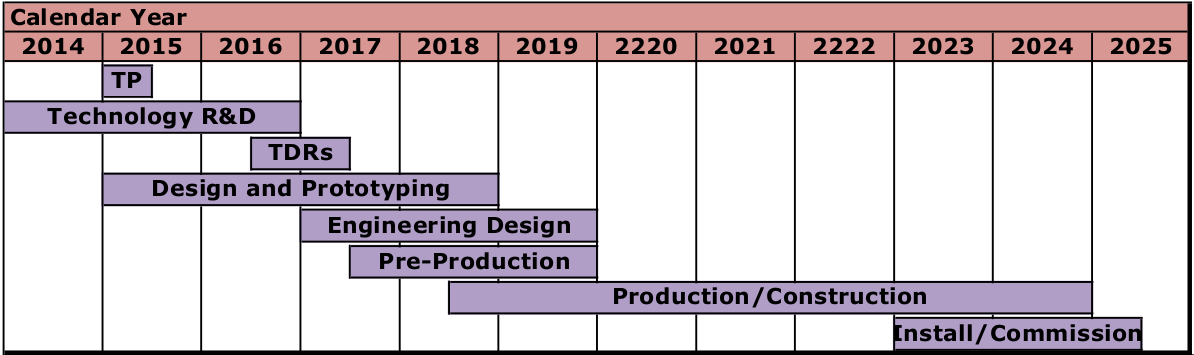 Calendar Year
2014 2015 2016 2017 2018 2019 2220 2021 2222 2023 2024 2025
TP
Technology R&D
TDRs
Design and Prototyping
Engineering Design
Pre-Production
Production/Construction
Install/Commission